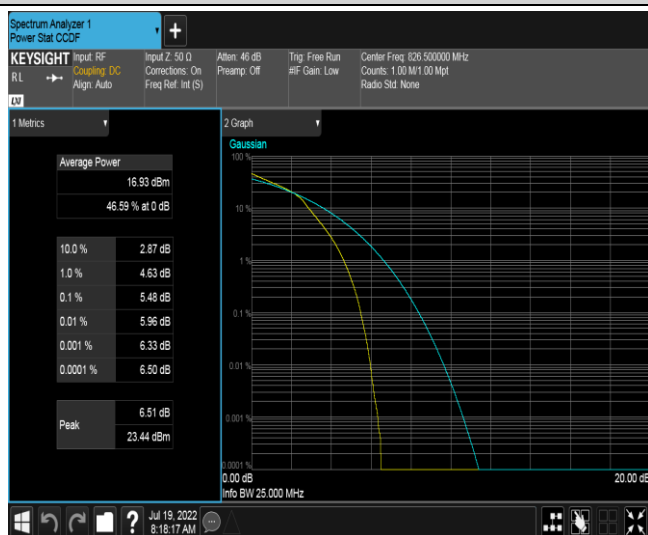 Spectrum Analyzer 1
Power Stat CCDF
KEYSIGHT
RL
LXI
Input: RF
Coupling: DC
Align: Auto
Input Z: 50 Ω
Corrections: On
Freq Ref: Int (S)
Atten: 46 dB
Preamp: Off
Trig: Free Run
#IF Gain: Low
Center Freq: 826.500000 MHz
Counts: 1.00 M/1.00 Mpt
Radio Std: None
1 Metrics
Average Power
16.93 dBm
46.59 % at 0 dB
10.0 % 2.87 dB
1.0 % 4.63 dB
0.1 % 5.48 dB
0.01 % 5.96 dB
0.001 % 6.33 dB
0.0001 % 6.50 dB
Peak
6.51 dB
23.44 dBm
2 Graph
Gaussian
100 %
10 %
1 %
0.1 %
0.01 %
0.001 %
0.0001 %
0.00 dB 20.00 dB
Info BW 25.000 MHz
?
Jul 19, 2022
8:18:17 AM